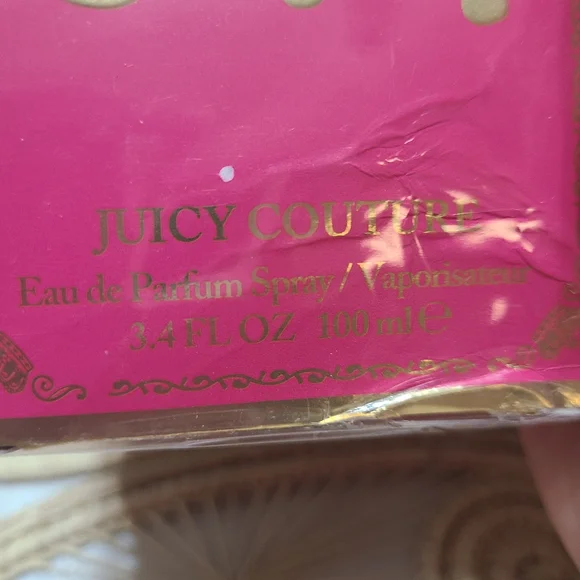 JUICY COUTURE
Eau de Parfum Spray / Vaporisateur
3.4 FL OZ 100 ml ℮